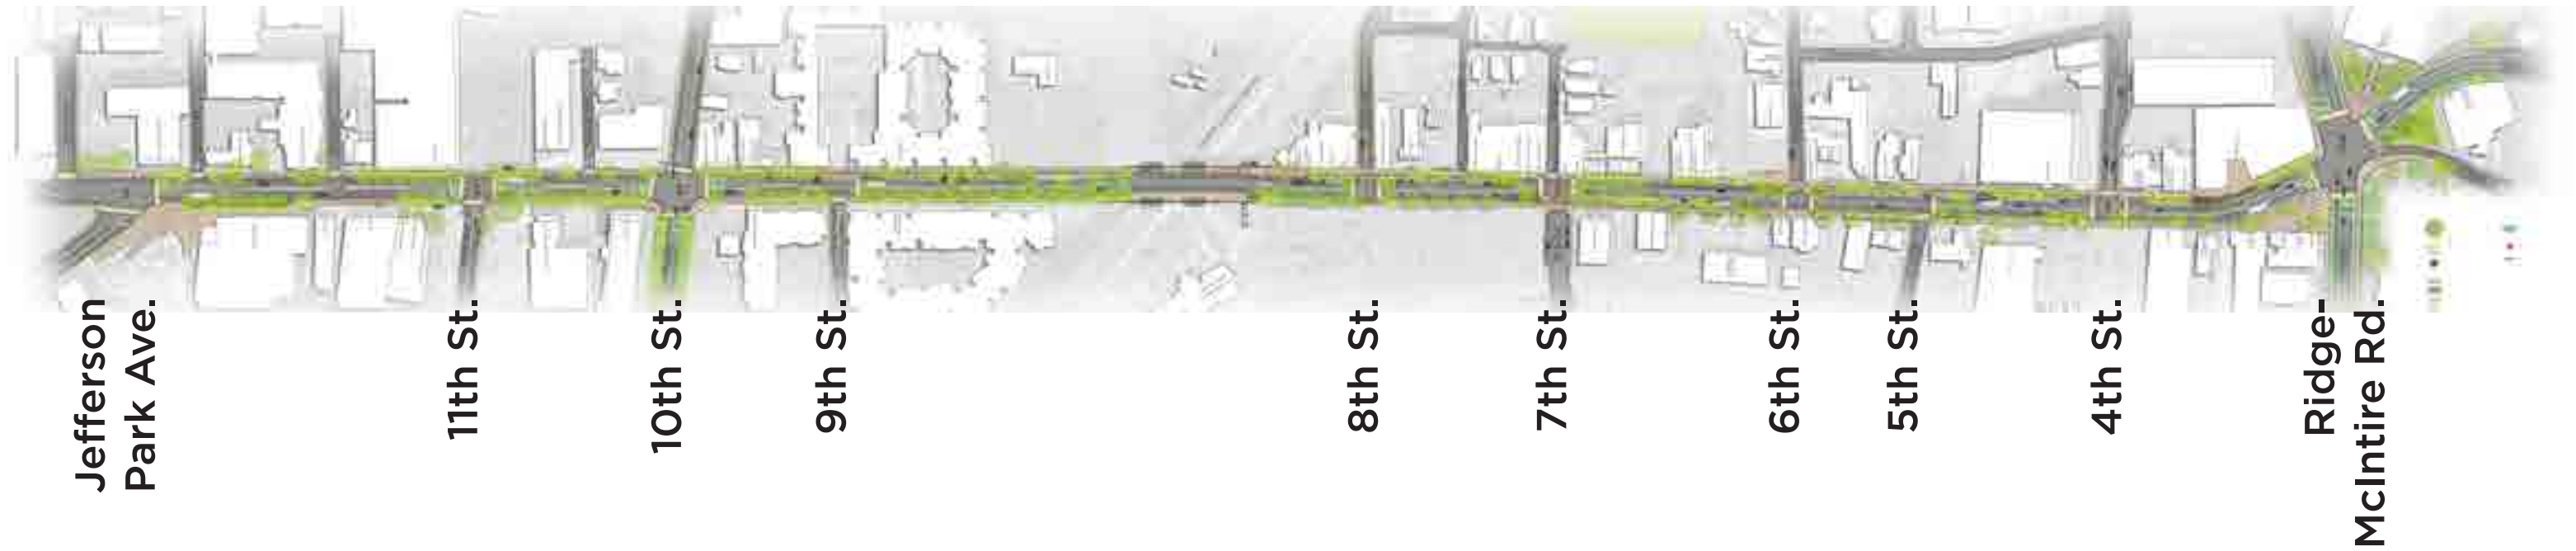 Jefferson
Park Ave.
11th St.
10th St.
9th St.
8th St.
7th St.
6th St.
5th St.
4th St.
Ridge-
McIntire Rd.